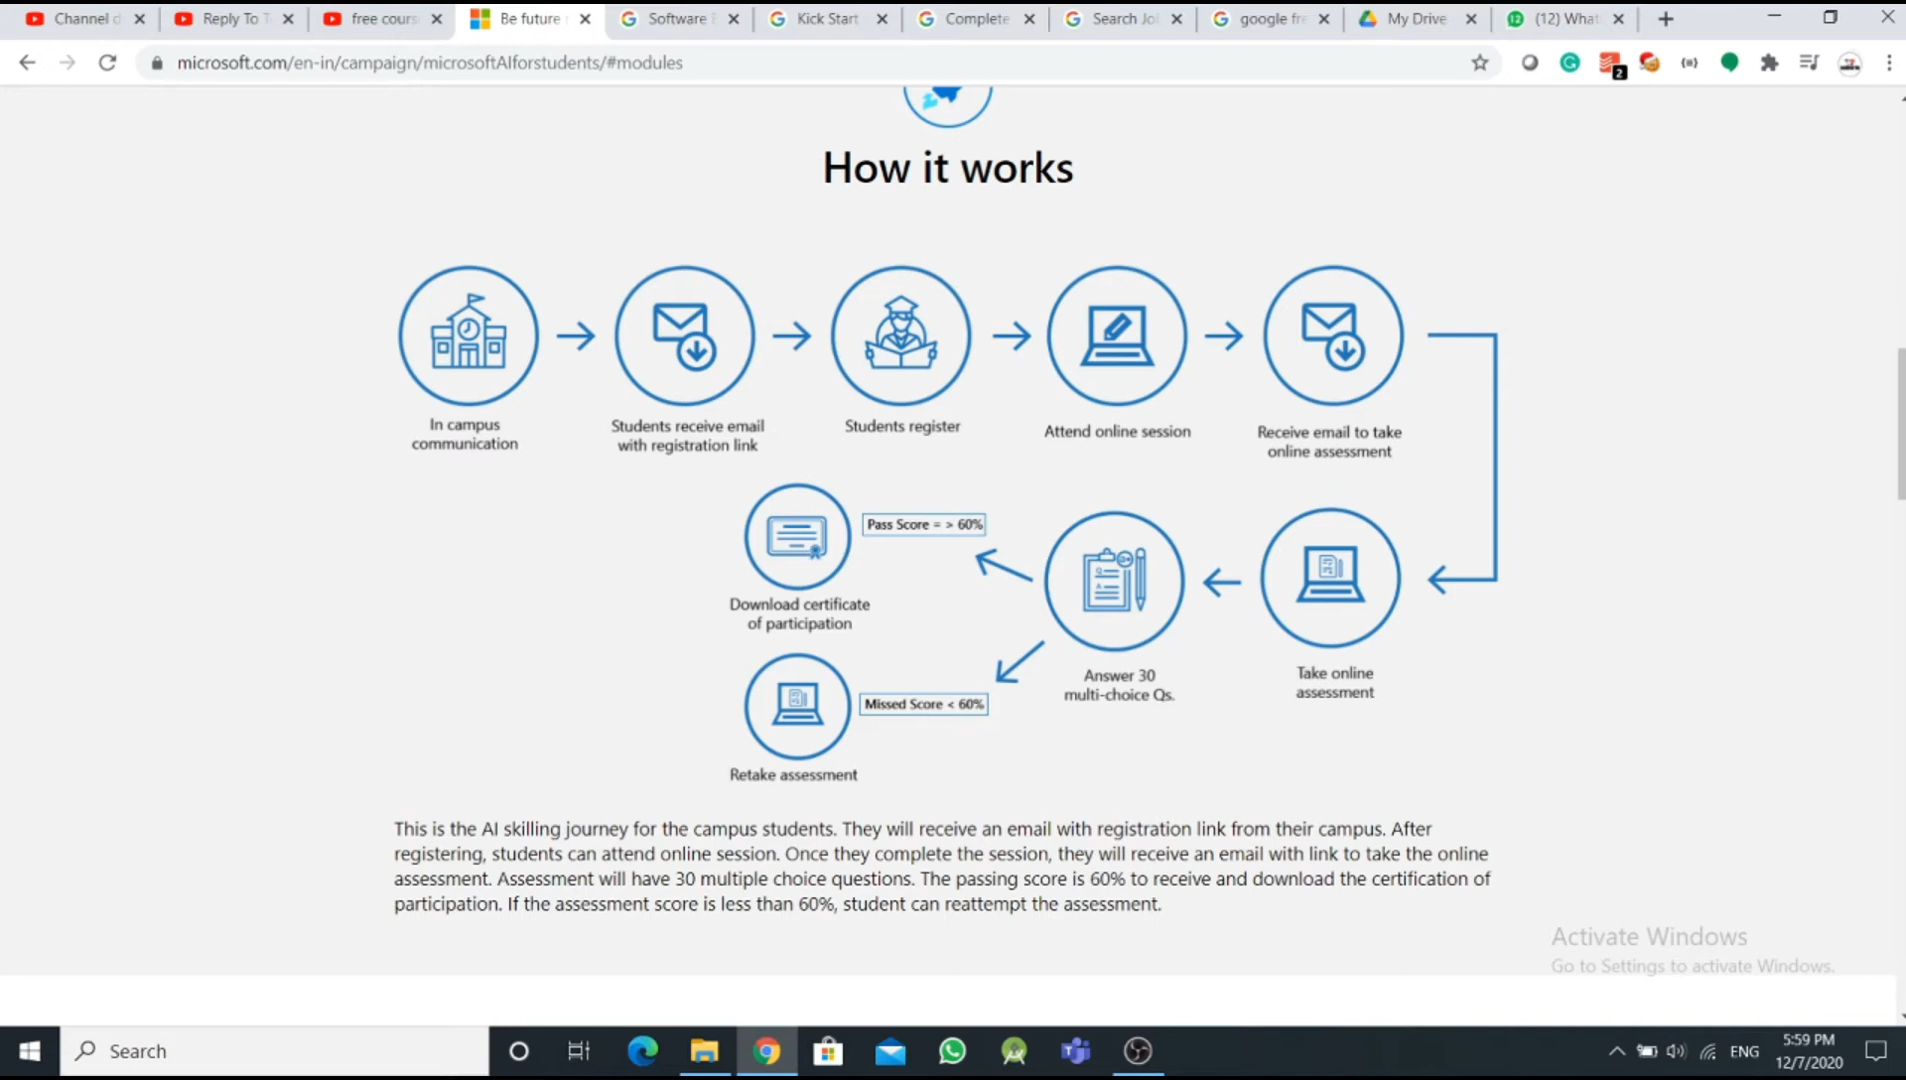 Channel d
Reply To T
free cours
Be future
Software
Kick Start
Complete
Search Jo
google fr
My Drive
(12) What
microsoft.com/en-in/campaign/microsoftAIforstudents/#modules
2
How it works
In campus
communication
Students receive email
with registration link
Students register
Attend online session
Receive email to take
online assessment
Pass Score = > 60%
Download certificate
of participation
Answer 30
multi-choice Qs.
Take online
assessment
Missed Score < 60%
Retake assessment
This is the AI skilling journey for the campus students. They will receive an email with registration link from their campus. After
registering, students can attend online session. Once they complete the session, they will receive an email with link to take the online
assessment. Assessment will have 30 multiple choice questions. The passing score is 60% to receive and download the certification of
participation. If the assessment score is less than 60%, student can reattempt the assessment.
Activate Windows
Go to Settings to activate Windows.
Search
ENG
5:59 PM
12/7/2020